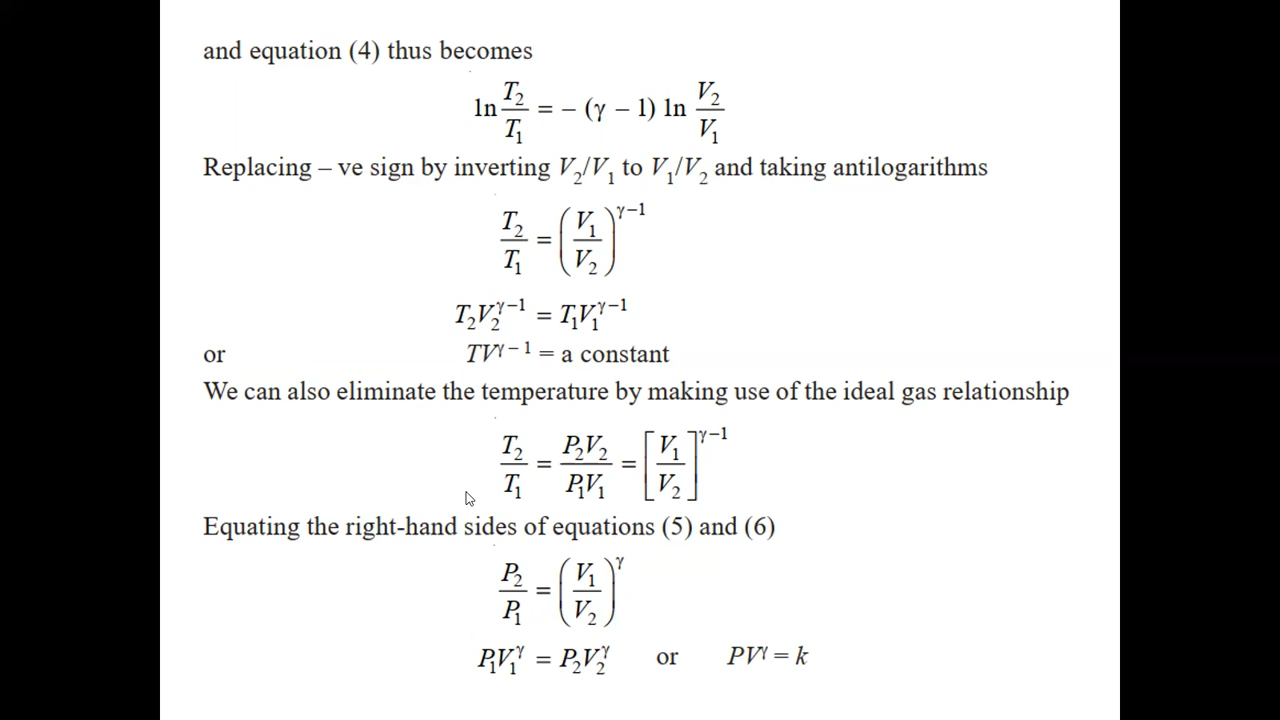 and equation (4) thus becomes
ln T₂/T₁ = – (γ – 1) ln V₂/V₁
Replacing – ve sign by inverting V₂/V₁ to V₁/V₂ and taking antilogarithms
T₂/T₁ = (V₁/V₂)^(γ–1)
T₂V₂^(γ–1) = T₁V₁^(γ–1)
or TV^(γ–1) = a constant
We can also eliminate the temperature by making use of the ideal gas relationship
T₂/T₁ = P₂V₂/P₁V₁ = [V₁/V₂]^(γ–1)
Equating the right-hand sides of equations (5) and (6)
P₂/P₁ = (V₁/V₂)^γ
P₁V₁^γ = P₂V₂^γ or PV^γ = k